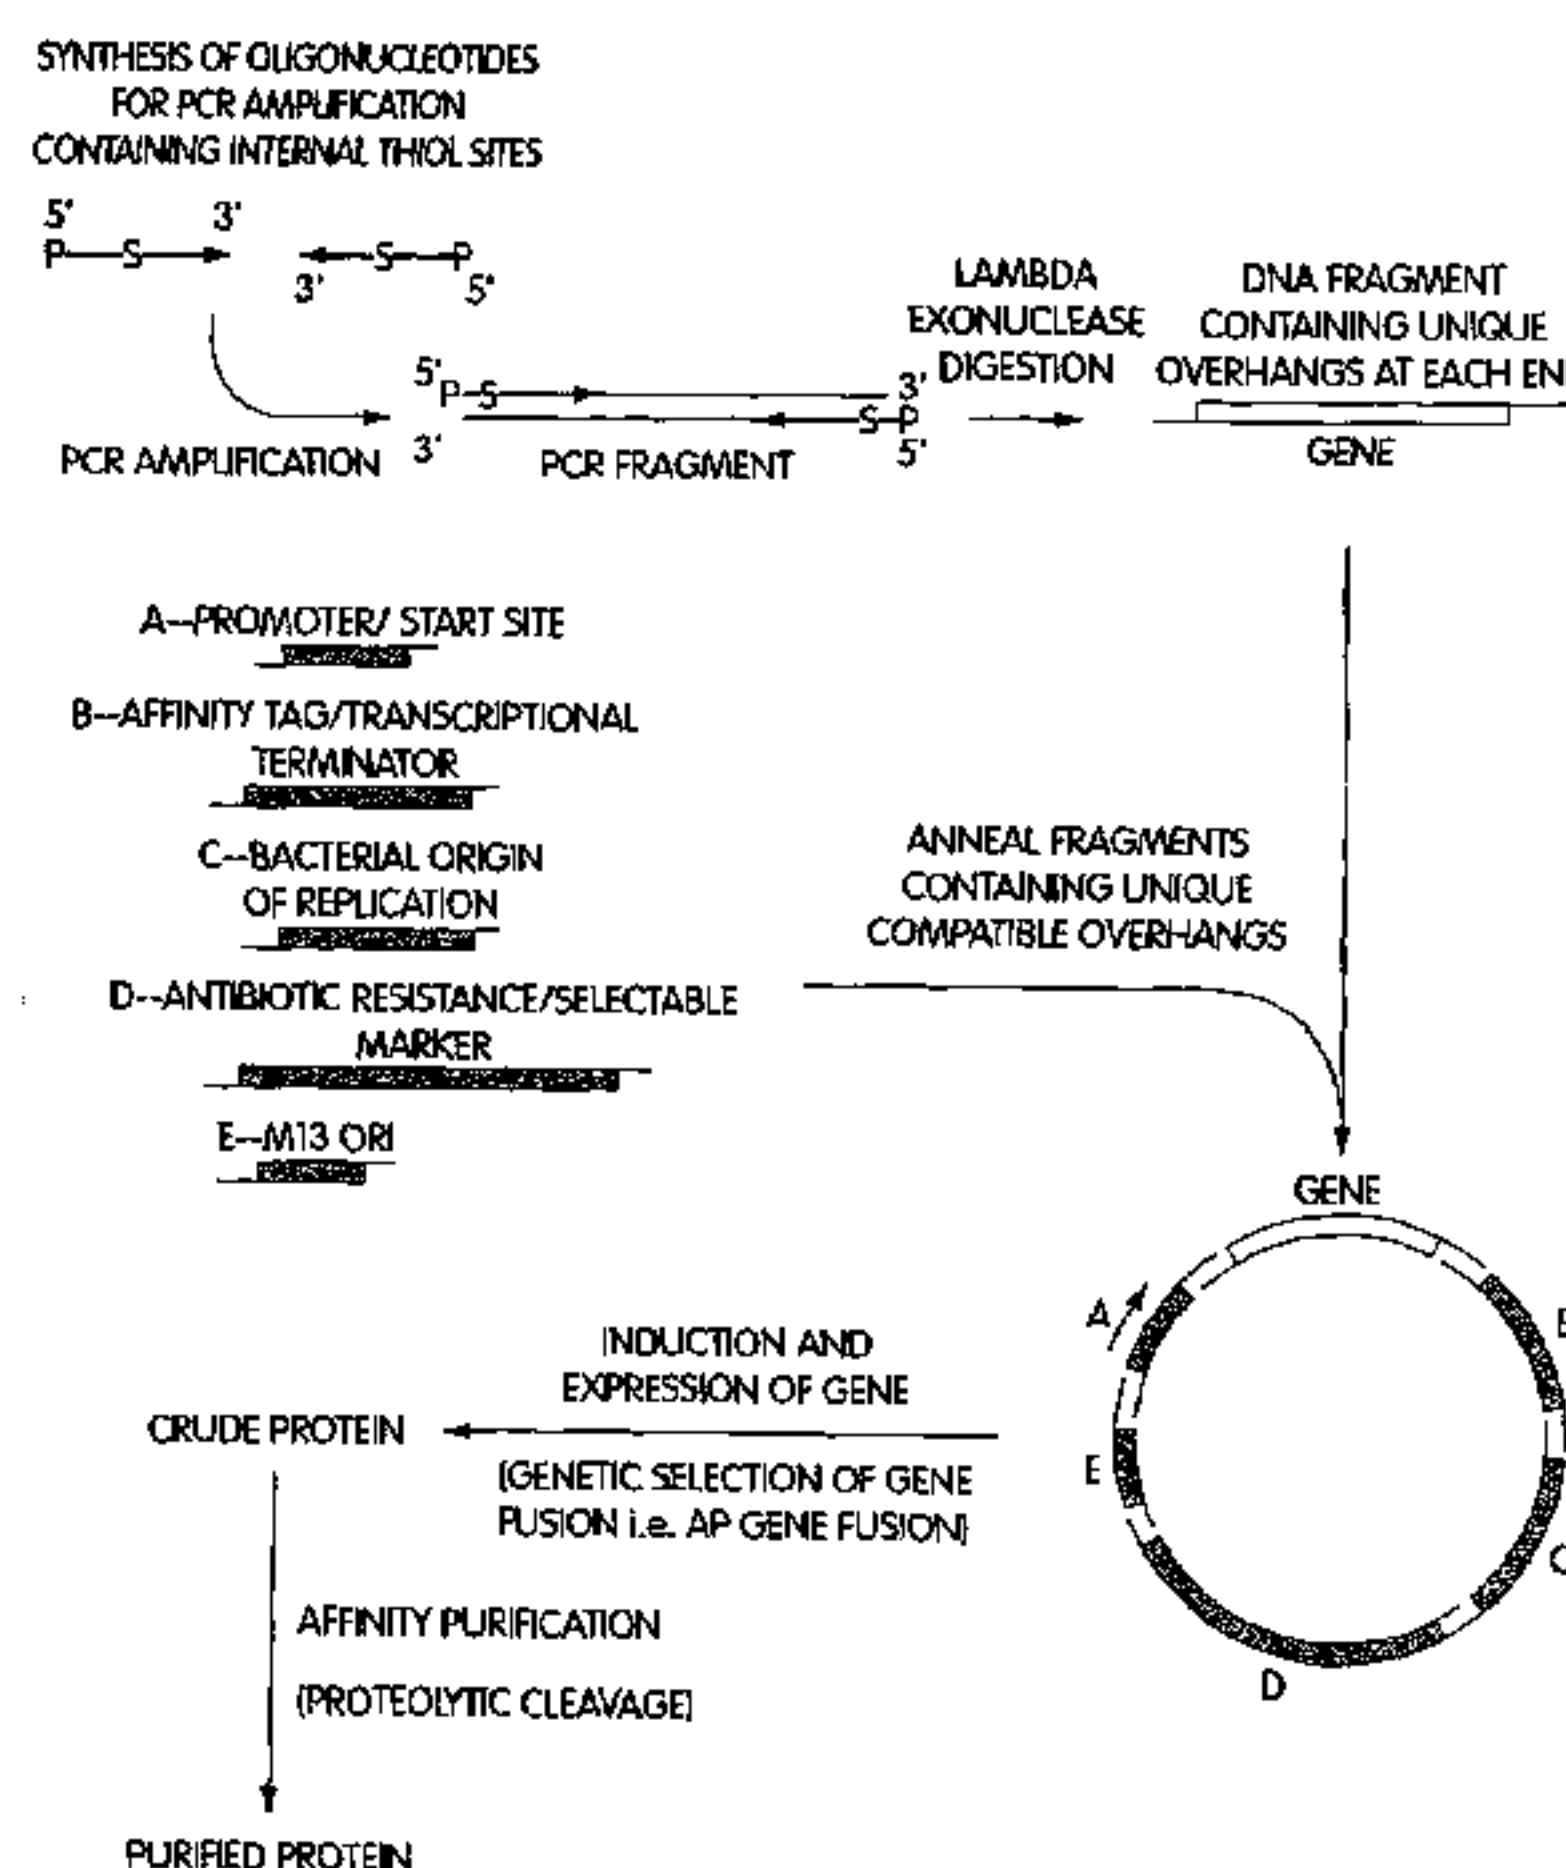 SYNTHESIS OF OLIGONUCLEOTIDES
FOR PCR AMPLIFICATION
CONTAINING INTERNAL THIOL SITES
5' 3'
P S S P
3' 5'
LAMBDA
EXONUCLEASE
DIGESTION
DNA FRAGMENT
CONTAINING UNIQUE
OVERHANGS AT EACH EN
5' P S 3'
S P
3' 5'
PCR AMPLIFICATION
PCR FRAGMENT
GENE
A--PROMOTER/ START SITE
B--AFFINITY TAG/TRANSCRIPTIONAL
TERMINATOR
C--BACTERIAL ORIGIN
OF REPLICATION
D--ANTIBIOTIC RESISTANCE/SELECTABLE
MARKER
E--M13 ORI
ANNEAL FRAGMENTS
CONTAINING UNIQUE
COMPATIBLE OVERHANGS
GENE
A
E
D
INDUCTION AND
EXPRESSION OF GENE
(GENETIC SELECTION OF GENE
FUSION i.e. AP GENE FUSION)
CRUDE PROTEIN
AFFINITY PURIFICATION
(PROTEOLYTIC CLEAVAGE)
PURIFIED PROTEIN